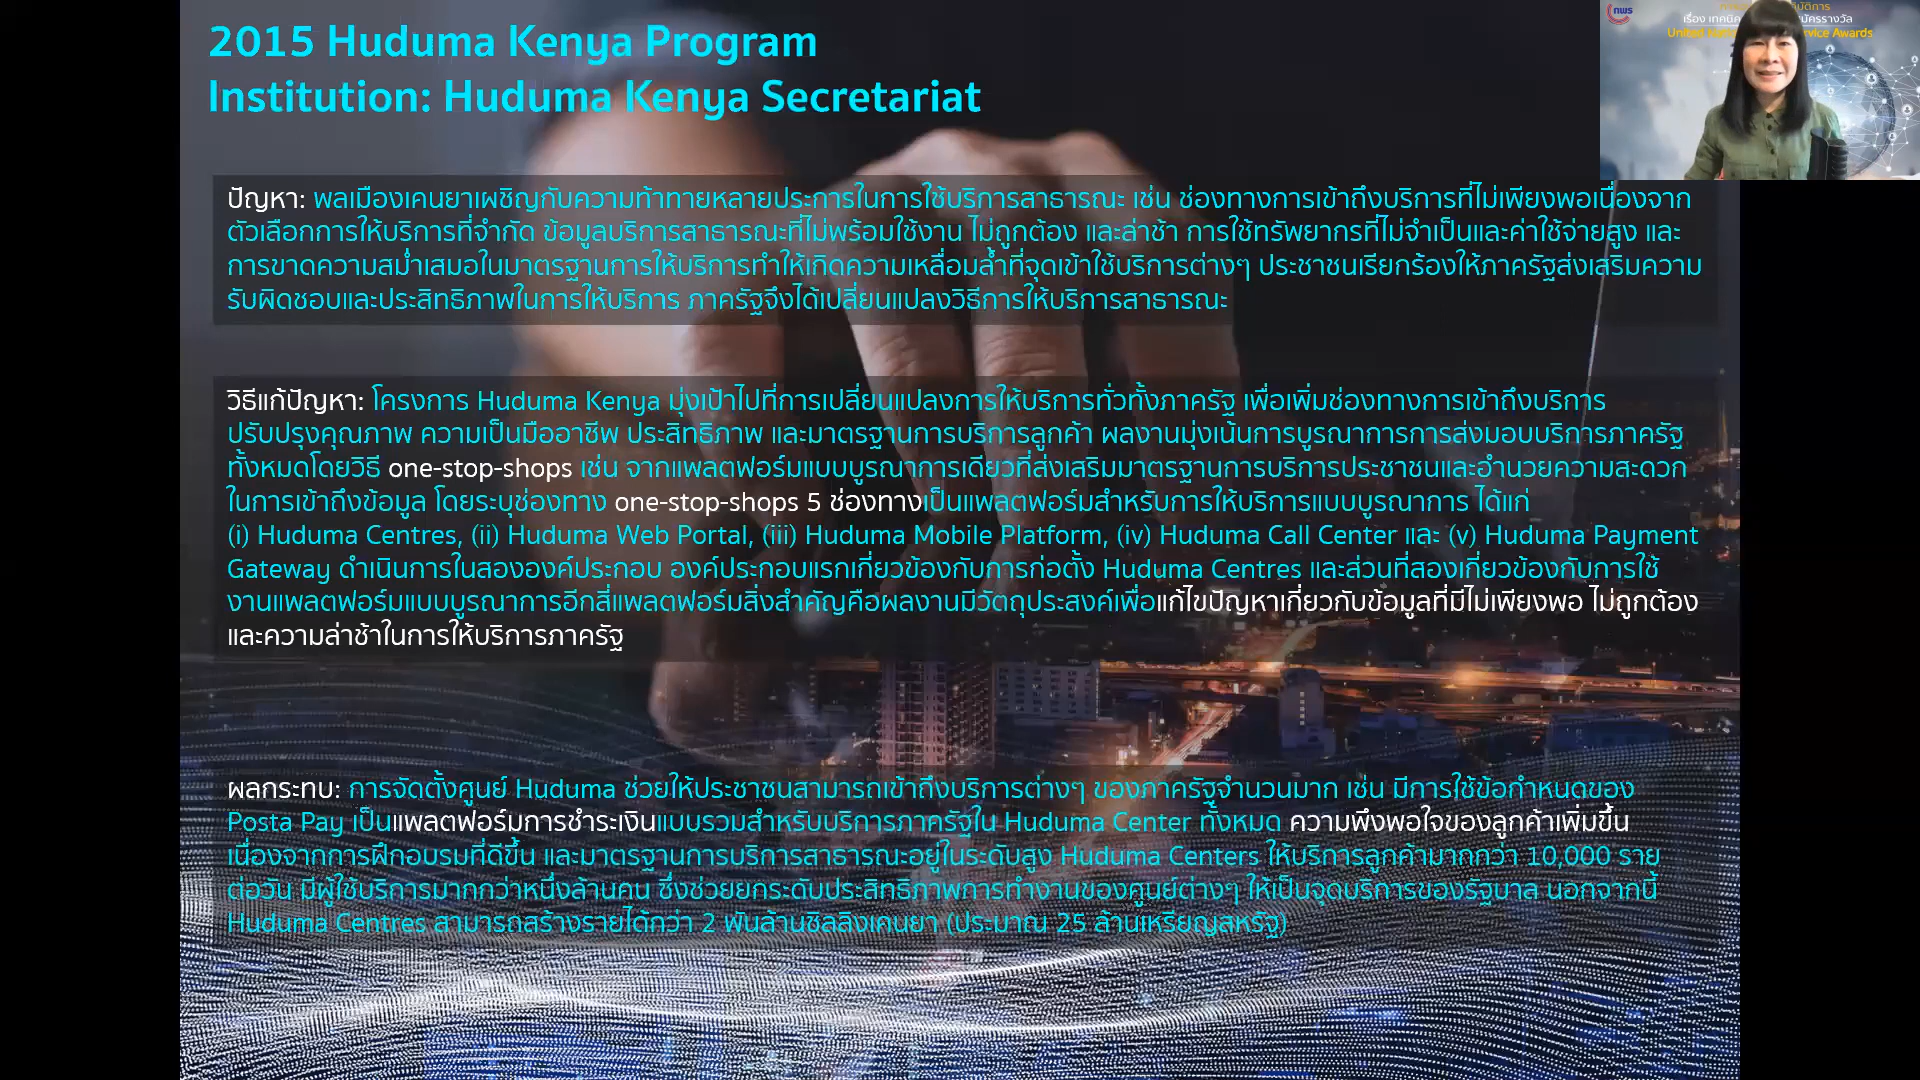 2015 Huduma Kenya Program
Institution: Huduma Kenya Secretariat
ปัญหา: พลเมืองเคนยาเผชิญกับความท้าทายหลายประการในการใช้บริการสาธารณะ เช่น ช่องทางการเข้าถึงบริการที่ไม่เพียงพอเนื่องจาก
ตัวเลือกการให้บริการที่จำกัด ข้อมูลบริการสาธารณะที่ไม่พร้อมใช้งาน ไม่ถูกต้อง และล่าช้า การใช้ทรัพยากรที่ไม่จำเป็นและค่าใช้จ่ายสูง และ
การขาดความสม่ำเสมอในมาตรฐานการให้บริการทำให้เกิดความเหลื่อมล้ำที่จุดเข้าใช้บริการต่างๆ ประชาชนเรียกร้องให้ภาครัฐส่งเสริมความ
รับผิดชอบและประสิทธิภาพในการให้บริการ ภาครัฐจึงได้เปลี่ยนแปลงวิธีการให้บริการสาธารณะ
วิธีแก้ปัญหา: โครงการ Huduma Kenya มุ่งเป้าไปที่การเปลี่ยนแปลงการให้บริการทั่วทั้งภาครัฐ เพื่อเพิ่มช่องทางการเข้าถึงบริการ
ปรับปรุงคุณภาพ ความเป็นมืออาชีพ ประสิทธิภาพ และมาตรฐานการบริการลูกค้า ผลงานมุ่งเน้นการบูรณาการการส่งมอบบริการภาครัฐ
ทั้งหมดโดยวิธี one-stop-shops เช่น จากแพลตฟอร์มแบบบูรณาการเดียวที่ส่งเสริมมาตรฐานการบริการประชาชนและอำนวยความสะดวก
ในการเข้าถึงข้อมูล โดยระบุช่องทาง one-stop-shops 5 ช่องทางเป็นแพลตฟอร์มสำหรับการให้บริการแบบบูรณาการ ได้แก่
(i) Huduma Centres, (ii) Huduma Web Portal, (iii) Huduma Mobile Platform, (iv) Huduma Call Center และ (v) Huduma Payment
Gateway ดำเนินการในสององค์ประกอบ องค์ประกอบแรกเกี่ยวข้องกับการก่อตั้ง Huduma Centres และส่วนที่สองเกี่ยวข้องกับการใช้
งานแพลตฟอร์มแบบบูรณาการอีกสี่แพลตฟอร์มสิ่งสำคัญคือผลงานมีวัตถุประสงค์เพื่อแก้ไขปัญหาเกี่ยวกับข้อมูลที่มีไม่เพียงพอ ไม่ถูกต้อง
และความล่าช้าในการให้บริการภาครัฐ
ผลกระทบ: การจัดตั้งศูนย์ Huduma ช่วยให้ประชาชนสามารถเข้าถึงบริการต่างๆ ของภาครัฐจำนวนมาก เช่น มีการใช้ข้อกำหนดของ
Posta Pay เป็นแพลตฟอร์มการชำระเงินแบบรวมสำหรับบริการภาครัฐใน Huduma Center ทั้งหมด ความพึงพอใจของลูกค้าเพิ่มขึ้น
เนื่องจากการฝึกอบรมที่ดีขึ้น และมาตรฐานการบริการสาธารณะอยู่ในระดับสูง Huduma Centers ให้บริการลูกค้ามากกว่า 10,000 ราย
ต่อวัน มีผู้ใช้บริการมากกว่าหนึ่งล้านคน ซึ่งช่วยยกระดับประสิทธิภาพการทำงานของศูนย์ต่างๆ ให้เป็นจุดบริการของรัฐบาล นอกจากนี้
Huduma Centres สามารถสร้างรายได้กว่า 2 พันล้านชิลลิงเคนยา (ประมาณ 25 ล้านเหรียญสหรัฐ)
กพร
เรื่อง
Awards